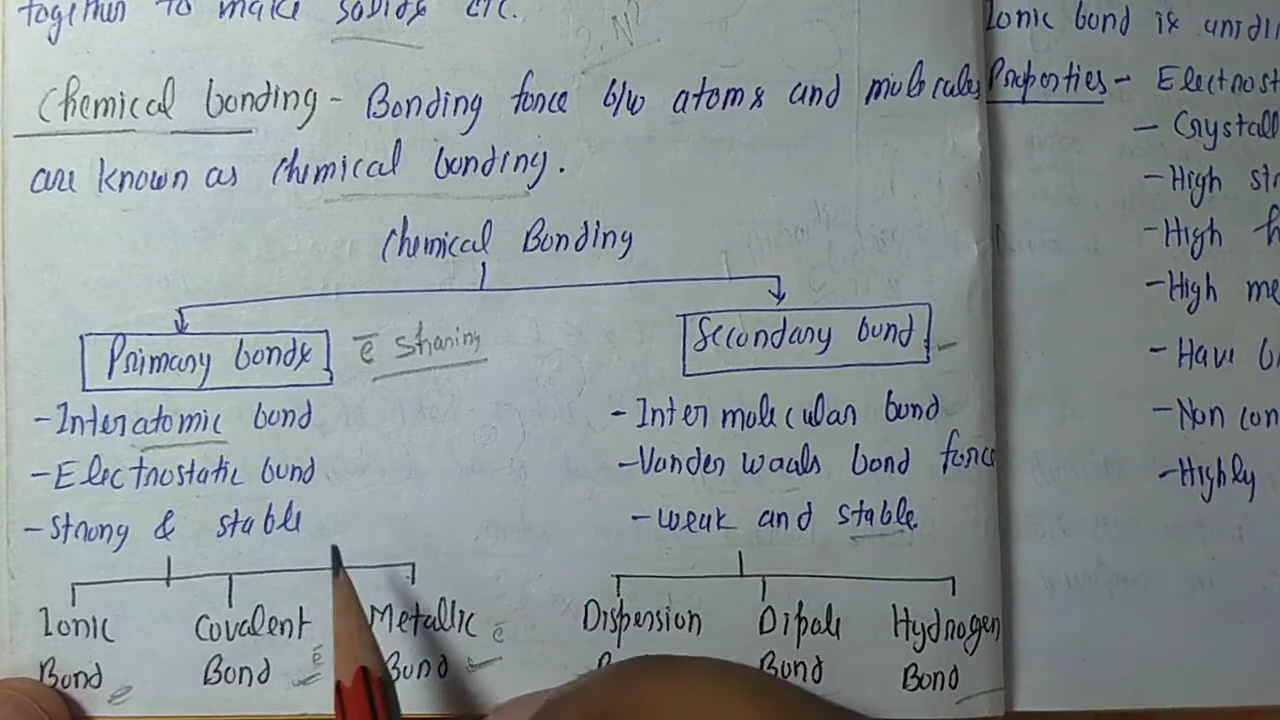 together to make solids etc.
Chemical bonding - Bonding force b/w atoms and molecules
are known as chemical bonding.
Chemical Bonding
Primary bonds
ē sharing
Secondary bond
- Interatomic bond
- Electrostatic bond
- Strong & stable
- Inter molecular bond
- Vander waals bond force
- weak and stable.
Ionic Bond
Covalent Bond ē
Metallic Bond ē
Dispersion
Dipole Bond
Hydrogen Bond
Ionic bond is
Properties -
- High
- High
- High
- Have
- Non
- Highly